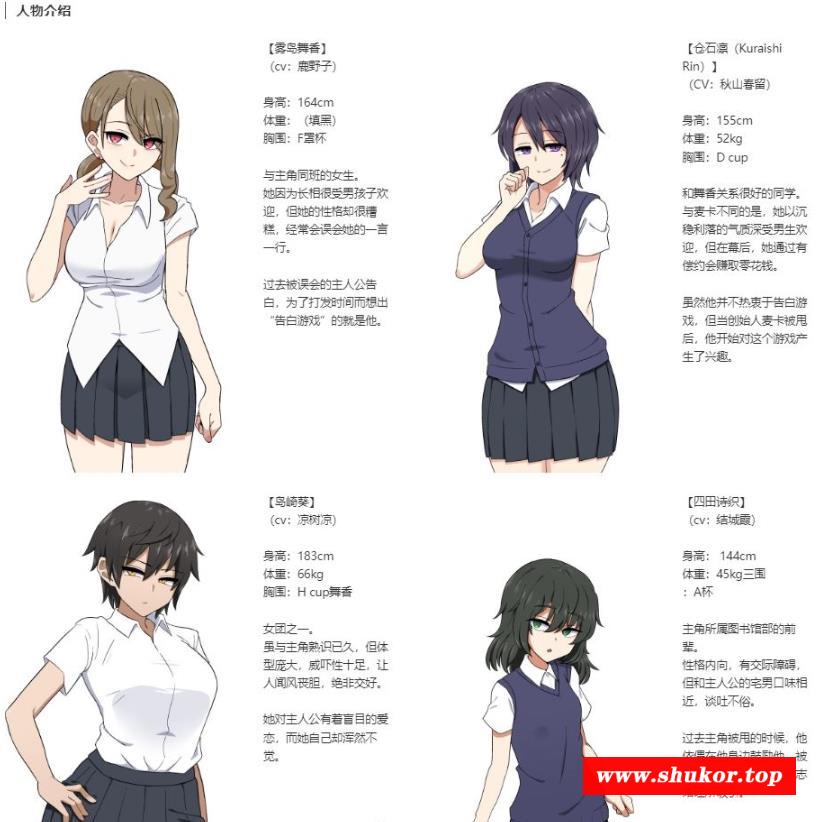 人物介绍
【雾岛舞香】
（cv：鹿野子）
身高：164cm
体重：（填黑）
胸围：F罩杯
与主角同班的女生。
她因为长相很受男孩子欢
迎，但她的性格却很糟
糕，经常会误会她的一言
一行。
过去被误会的主人公告
白，为了打发时间而想出
“告白游戏”的就是他。
【仓石凛（Kuraishi
Rin）】
（CV：秋山春留）
身高：155cm
体重：52kg
胸围：D cup
和舞香关系很好的同学。
与麦卡不同的是，她以沉
稳利落的气质深受男生欢
迎，但在幕后，她通过有
偿约会赚取零花钱。
虽然他并不热衷于告白游
戏，但当创始人麦卡被甩
后，他开始对这个游戏产
生了兴趣。
【岛崎葵】
（cv：凉树凉）
身高：183cm
体重：66kg
胸围：H cup舞香
女团之一。
虽与主角熟识已久，但体
型庞大，威吓性十足，让
人闻风丧胆，绝非交好。
她对主人公有着盲目的爱
恋，而她自己却浑然不
觉。
【四田诗织】
（cv：结城霞）
身高： 144cm
体重：45kg三围
：A杯
主角所属图书馆部的前
辈。
性格内向，有交际障碍，
但和主人公的宅男口味相
近，谈吐不俗。
过去主角被甩的时候，他
www.shukor.top